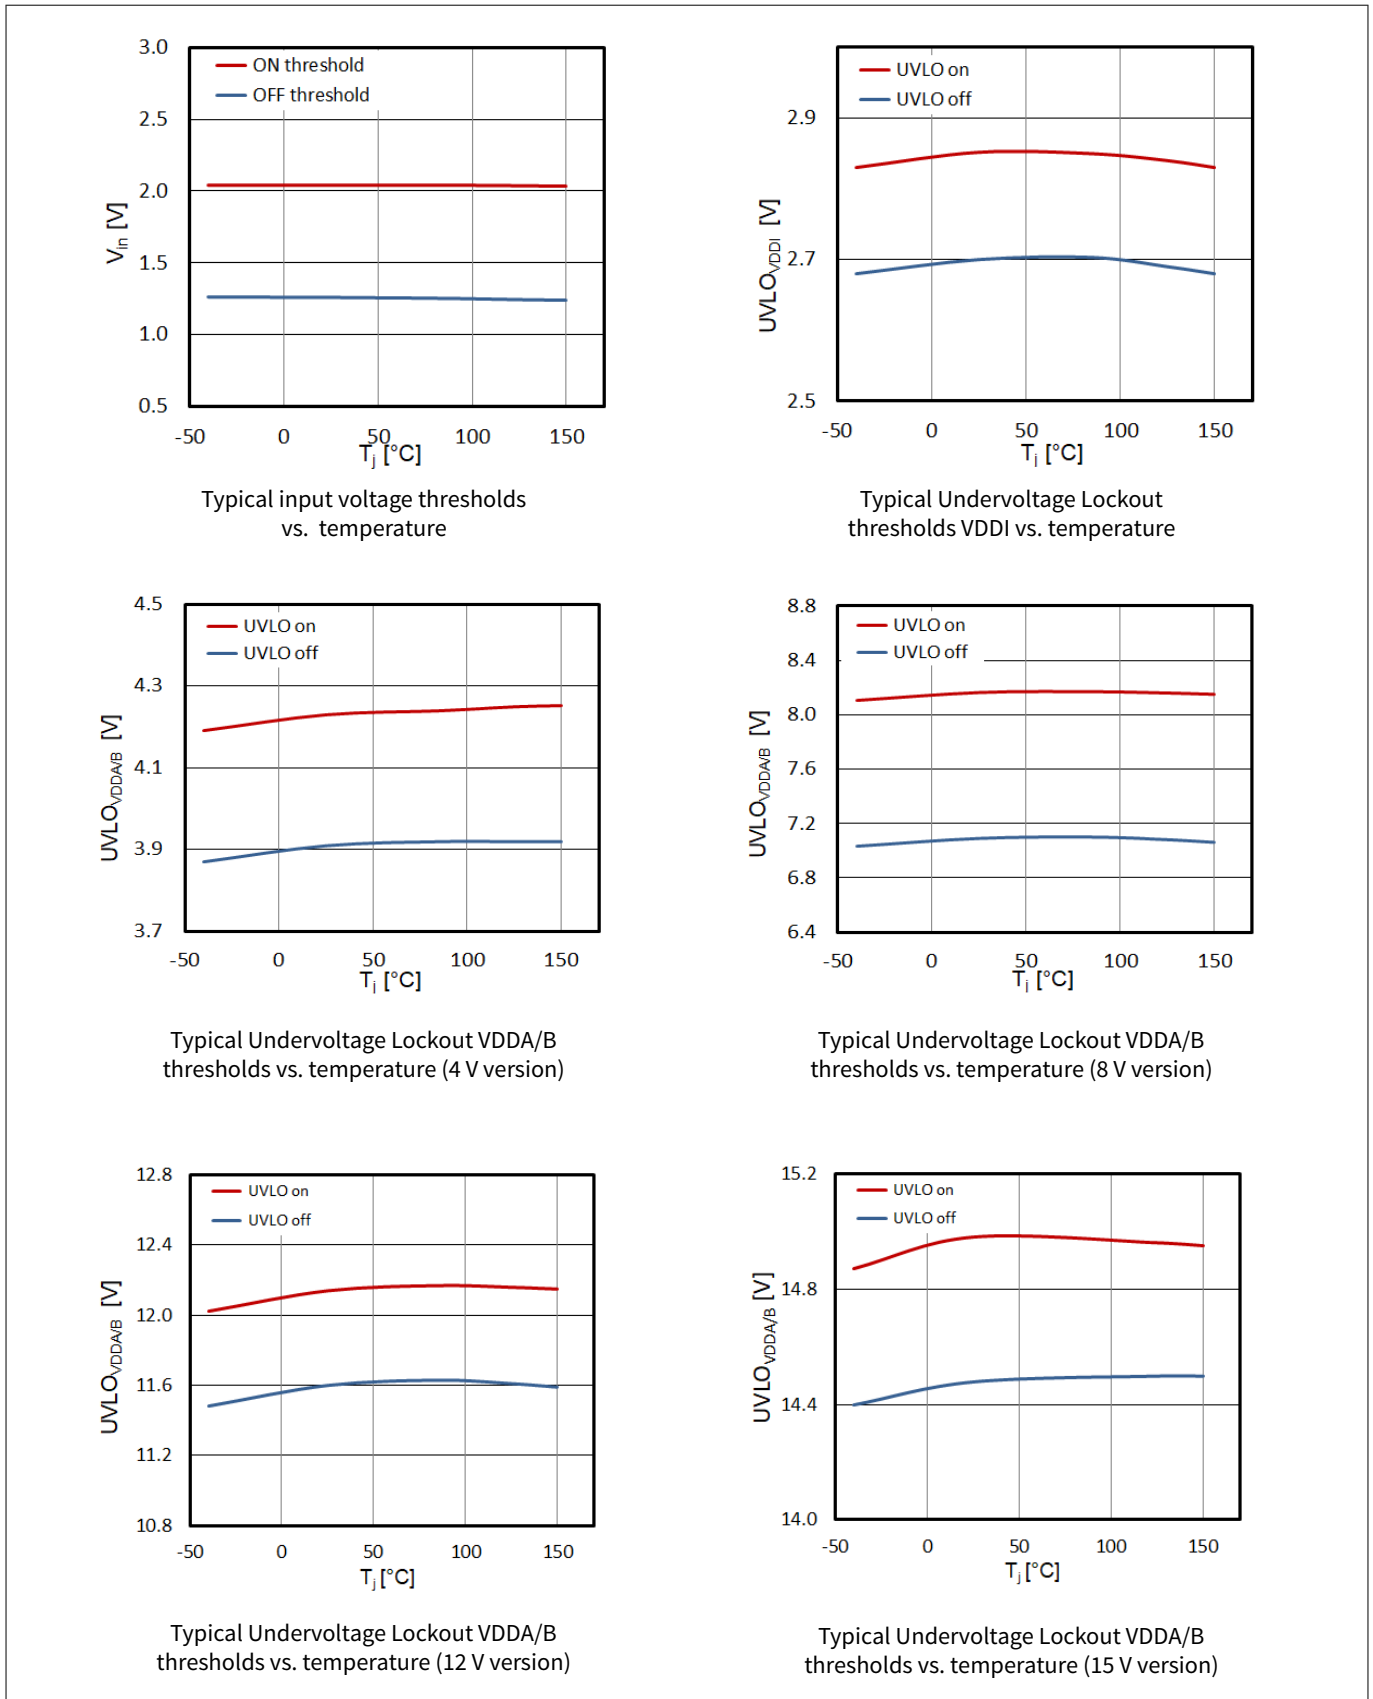 3.0
2.5
2.0
1.5
1.0
0.5
ON threshold
OFF threshold
V_in [V]
-50 0 50 100 150
T_j [°C]
Typical input voltage thresholds
vs. temperature
2.9
2.7
2.5
UVLO on
UVLO off
UVLO_VDDI [V]
-50 0 50 100 150
T_j [°C]
Typical Undervoltage Lockout
thresholds VDDI vs. temperature
4.5
4.3
4.1
3.9
3.7
UVLO on
UVLO off
UVLO_VDDA/B [V]
-50 0 50 100 150
T_j [°C]
Typical Undervoltage Lockout VDDA/B
thresholds vs. temperature (4 V version)
8.8
8.4
8.0
7.6
7.2
6.8
6.4
UVLO on
UVLO off
UVLO_VDDA/B [V]
-50 0 50 100 150
T_j [°C]
Typical Undervoltage Lockout VDDA/B
thresholds vs. temperature (8 V version)
12.8
12.4
12.0
11.6
11.2
10.8
UVLO on
UVLO off
UVLO_VDDA/B [V]
-50 0 50 100 150
T_j [°C]
Typical Undervoltage Lockout VDDA/B
thresholds vs. temperature (12 V version)
15.2
14.8
14.4
14.0
UVLO on
UVLO off
UVLO_VDDA/B [V]
-50 0 50 100 150
T_j [°C]
Typical Undervoltage Lockout VDDA/B
thresholds vs. temperature (15 V version)